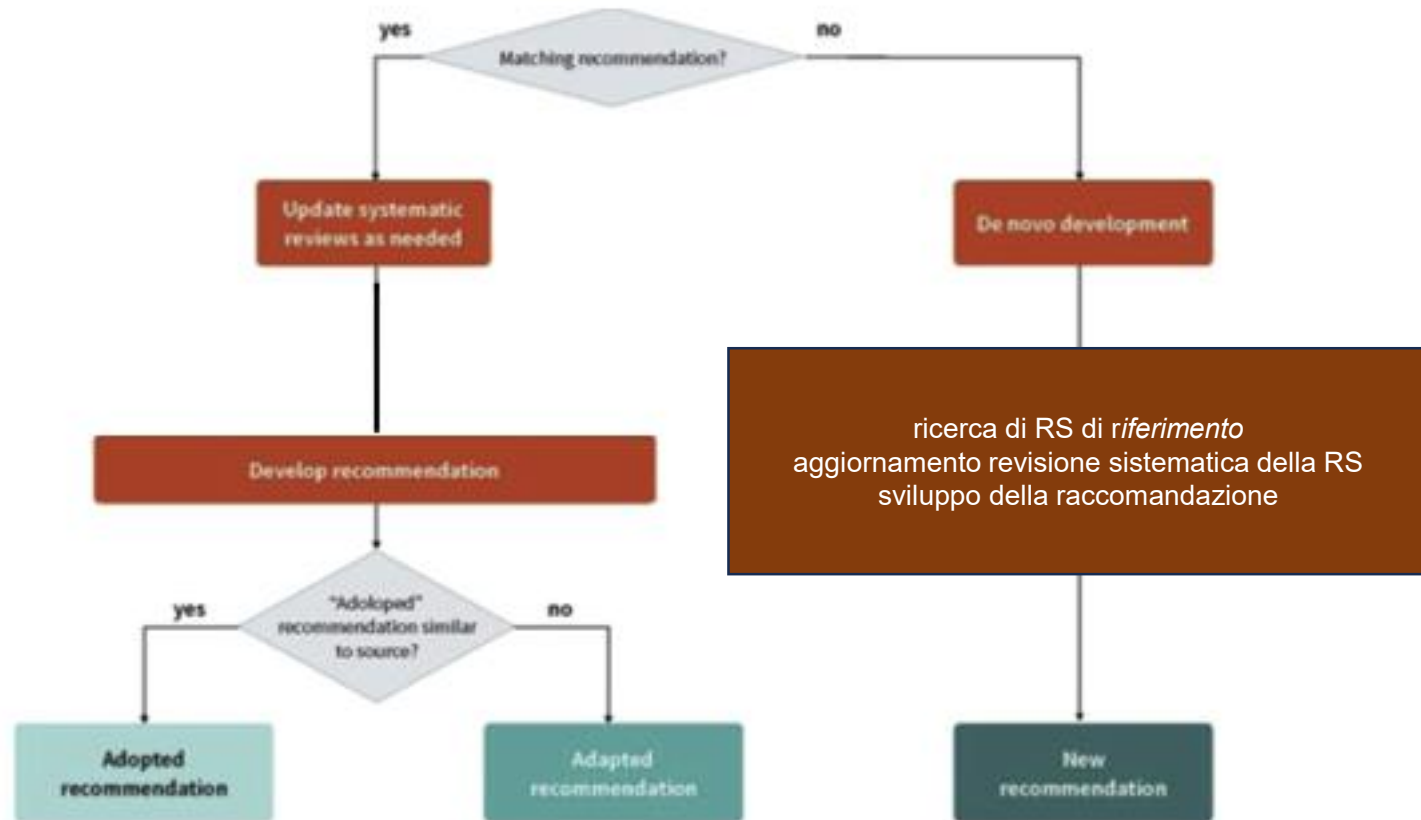 yes
no
Matching recommendation?
Update systematic
reviews as needed
De novo development
ricerca di RS di riferimento
aggiornamento revisione sistematica della RS
sviluppo della raccomandazione
Develop recommendation
yes
"Adoloped"
recommendation similar
to source?
no
Adopted
recommendation
Adapted
recommendation
New
recommendation